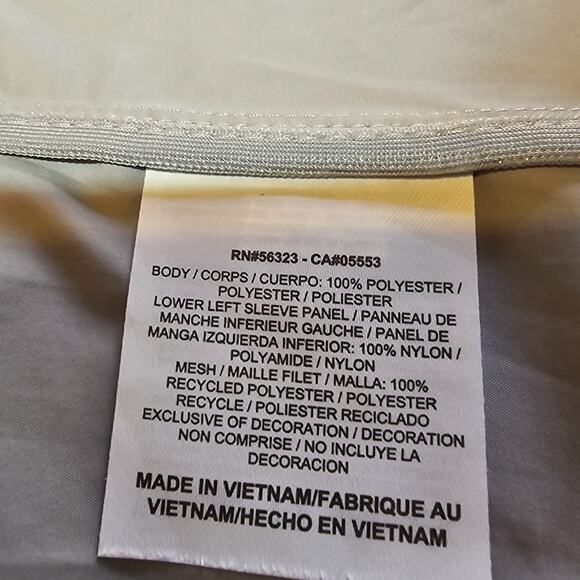 RN#56323 - CA#05553
BODY / CORPS / CUERPO: 100% POLYESTER /
POLYESTER / POLIESTER
LOWER LEFT SLEEVE PANEL / PANNEAU DE
MANCHE INFERIEUR GAUCHE / PANEL DE
MANGA IZQUIERDA INFERIOR: 100% NYLON /
POLYAMIDE / NYLON
MESH / MAILLE FILET / MALLA: 100%
RECYCLED POLYESTER / POLYESTER
RECYCLE / POLIESTER RECICLADO
EXCLUSIVE OF DECORATION / DECORATION
NON COMPRISE / NO INCLUYE LA
DECORACION
MADE IN VIETNAM/FABRIQUE AU
VIETNAM/HECHO EN VIETNAM